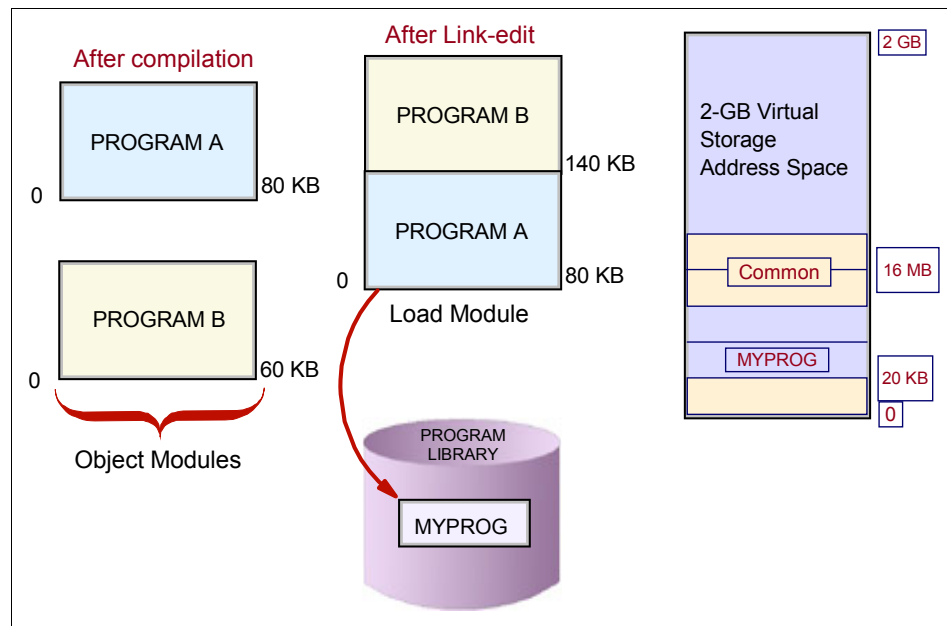 After compilation
PROGRAM A
0
80 KB
PROGRAM B
0
60 KB
Object Modules
After Link-edit
PROGRAM B
140 KB
PROGRAM A
0
80 KB
Load Module
PROGRAM
LIBRARY
MYPROG
2 GB
2-GB Virtual
Storage
Address Space
Common
16 MB
MYPROG
20 KB
0